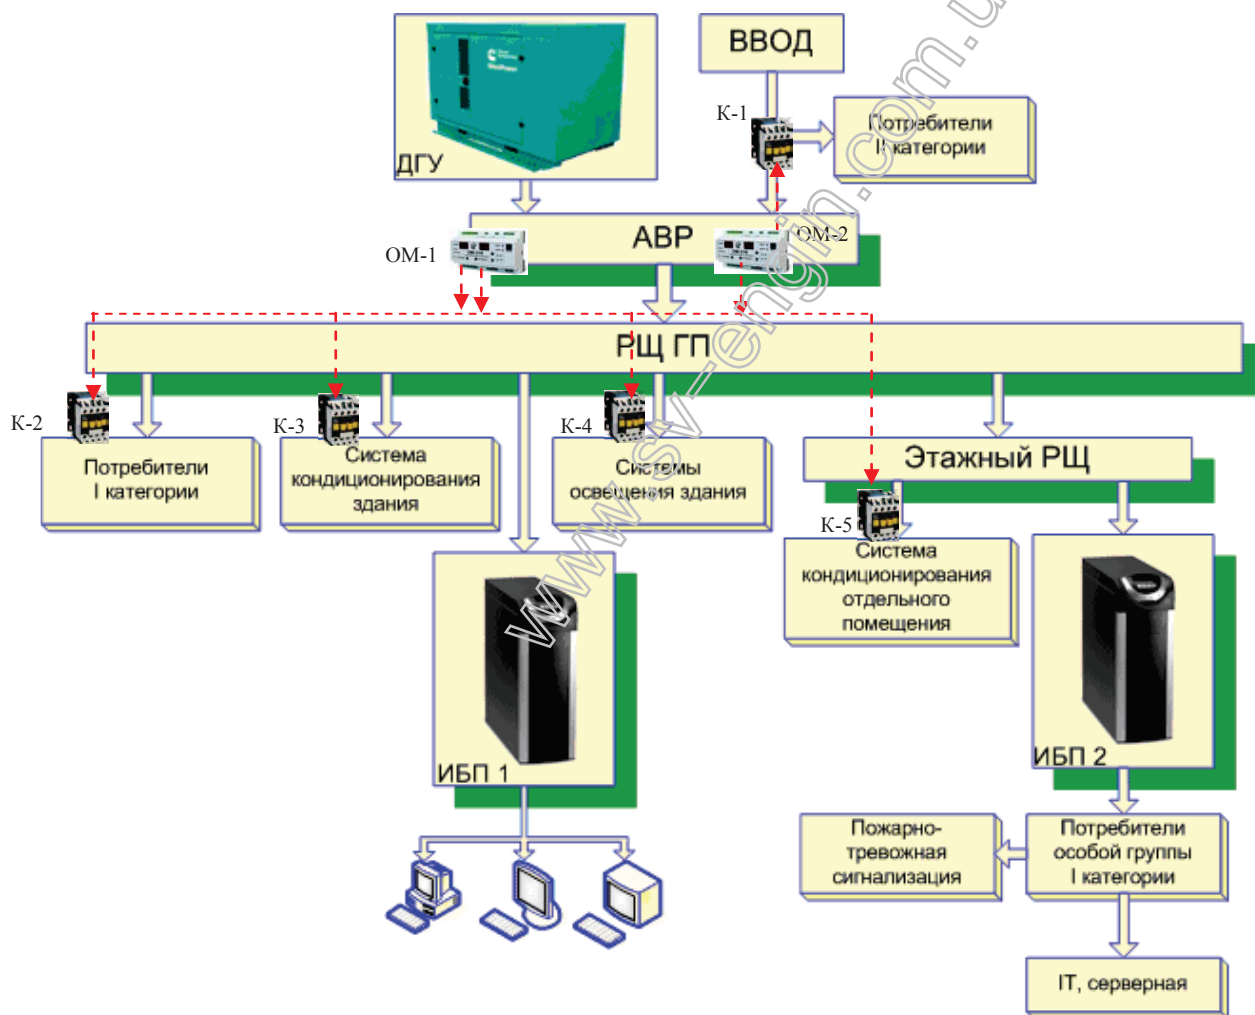 ВВОД
К-1
Потребители
II категории
ДГУ
АВР
ОМ-1
ОМ-2
РЩ ГП
К-2
К-3
К-4
Потребители
I категории
Система
кондиционирования
здания
Системы
освещения здания
Этажный РЩ
К-5
Система
кондиционирования
отдельного
помещения
ИБП 1
ИБП 2
Пожарно-
тревожная
сигнализация
Потребители
особой группы
I категории
IT, серверная
www.sv-engin.com.u